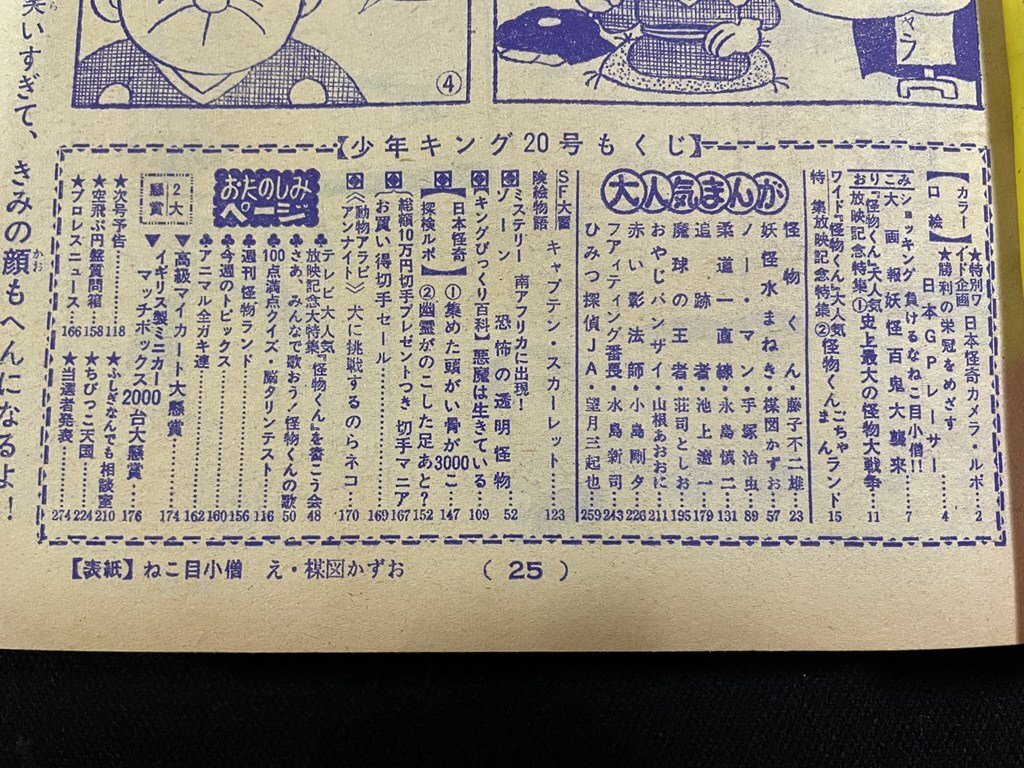 笑いすぎて、きみの顔もへんになるよ!
かお
④
ャラ
【少年キング20号もくじ】
カラー口絵
★特別ワイド企画 日本怪奇カメラ・ルポ……2
★勝利の栄冠をめざす 日本GPレーサー……4
ショッキング大画報 負けるなねこ目小僧!! 妖怪百鬼大襲来……7
おりこみ 『怪物くん』大人気放映記念特集① 史上最大の怪物大戦争……11
ワイド特集 『怪物くん』大人気放映記念特集② 怪物くんまんがごちゃランド……15
大人気まんが
怪物くん・藤子不二雄……23
妖怪水まねき・楳図かずお……57
ノーマン・手塚治虫……89
柔道一直線・永島慎二……131
追跡者・池上遼一……179
魔球の王者・荘司としお……195
おやじバンザイ・山根あおおに……211
赤い影法師・小島剛夕……226
ファイティング番長・水島新司……243
ひみつ探偵JA・望月三起也……259
SF大冒険絵物語 キャプテン・スカーレット……123
ミステリーゾーン 南アフリカに出現!恐怖の透明怪物……52
【キングびっくり百科】悪魔は生きている……109
【日本怪奇探検ルポ】①集めた頭がい骨が3000こ……147
②幽霊がのこした足あと?……152
【総額10万円切手プレゼントつき 切手マニア……167
お買い得切手セール……169
《動物アラビアンナイト》犬に挑戦するのらネコ……170
おたのしみページ
♣テレビ大人気『怪物くん』を書こう会放映記念大特集……48
♣さあ、みんなで歌おう!怪物くんの歌……50
♣100点満点クイズ・脳タリンテスト……116
♣週刊怪物ランド……156
♣今週のトピックス……160
♣アニマル全ガキ連……162
2大懸賞
▼高級マイカート大懸賞……174
▼イギリス製ミニカーマッチボックス2000台大懸賞……176
★次号予告……118
★空飛ぶ円盤質問箱……158
★プロレスニュース……166
★ふしぎなんでも相談室……210
★ちびっこ天国……224
★当選者発表……274
【表紙】ねこ目小僧 え・楳図かずお
(25)